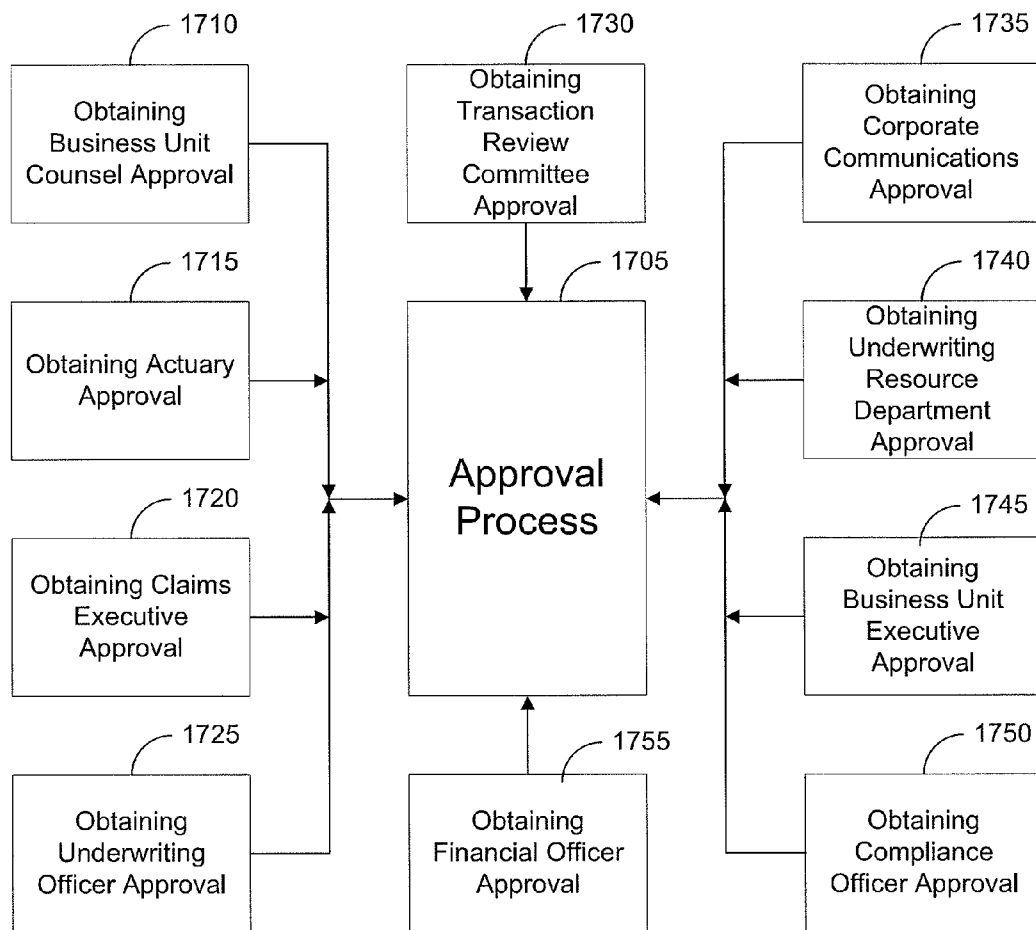 1710
Obtaining
Business Unit
Counsel Approval
1730
Obtaining
Transaction
Review
Committee
Approval
1735
Obtaining
Corporate
Communications
Approval
1715
Obtaining Actuary
Approval
1705
Approval
Process
1740
Obtaining
Underwriting
Resource
Department
Approval
1720
Obtaining Claims
Executive
Approval
1745
Obtaining
Business Unit
Executive
Approval
1725
Obtaining
Underwriting
Officer Approval
1755
Obtaining
Financial Officer
Approval
1750
Obtaining
Compliance
Officer Approval